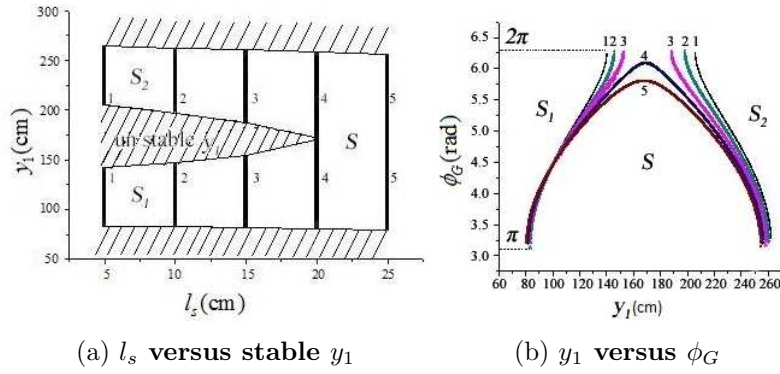 300
250
200
150
100
50
y₁(cm)
S₂
unstable y₁
S₁
S
1 2 3 4 5
1 2 3 4 5
5 10 15 20 25
lₛ(cm)
6.5
6.0
5.5
5.0
4.5
4.0
3.5
3.0
ϕG(rad)
2π
π
1 2 3
3 2 1
4
5
S₁
S₂
S
60 80 100 120 140 160 180 200 220 240 260
y₁(cm)
(a) lₛ versus stable y₁
(b) y₁ versus ϕG